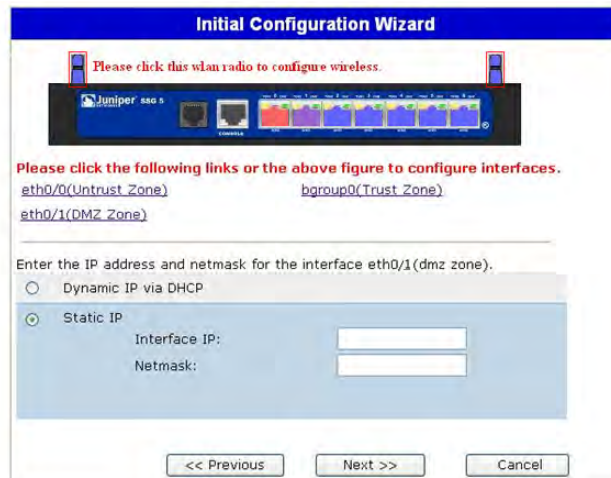 Initial Configuration Wizard
Please click this wlan radio to configure wireless.
Juniper SSG 5
CONSOLE
Please click the following links or the above figure to configure interfaces.
eth0/0(Untrust Zone) bgroup0(Trust Zone)
eth0/1(DMZ Zone)
Enter the IP address and netmask for the interface eth0/1(dmz zone).
Dynamic IP via DHCP
Static IP
Interface IP:
Netmask:
<< Previous Next >> Cancel